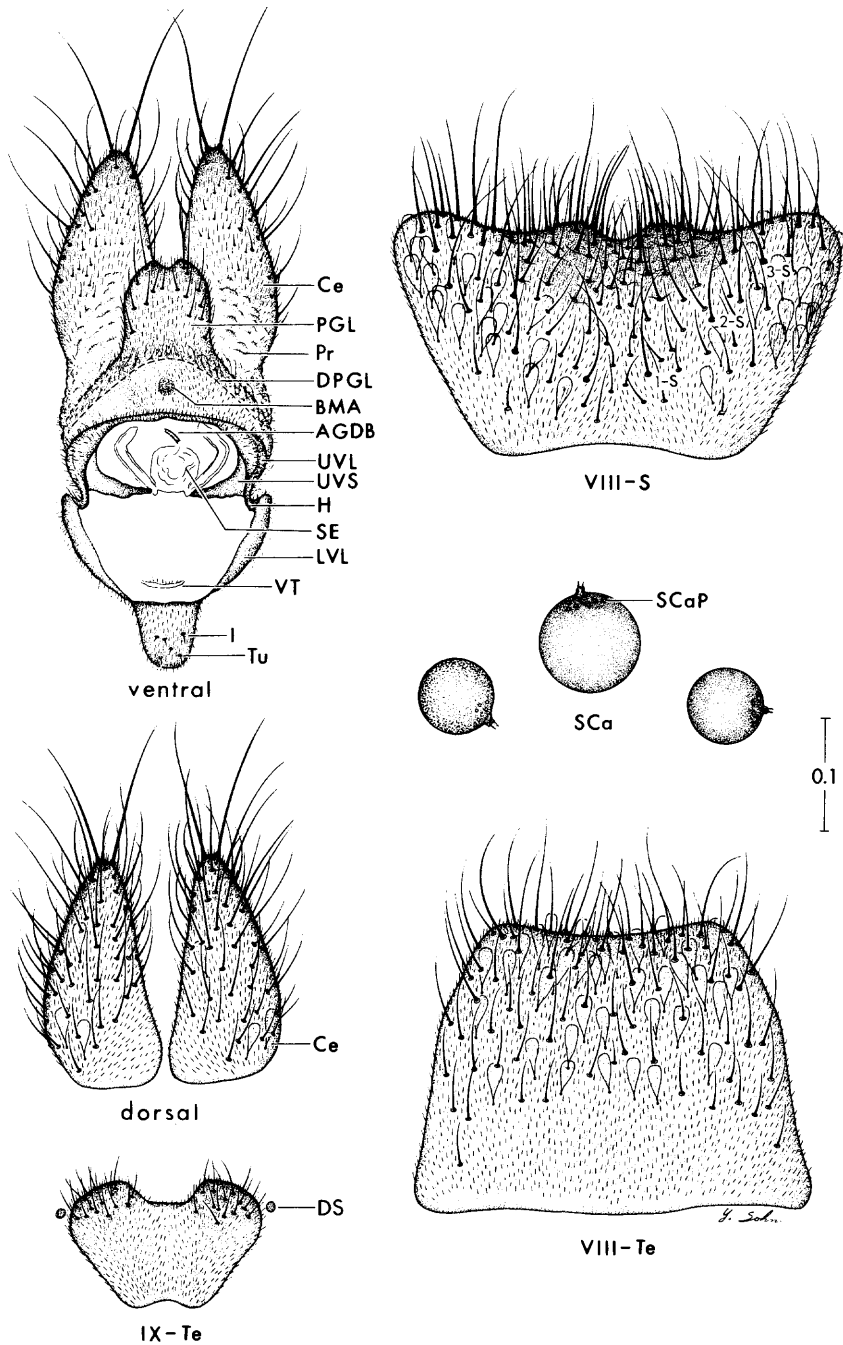 Ce
PGL
Pr
DPGL
BMA
AGDB
UVL
UVS
H
SE
LVL
VT
I
Tu
ventral
3-S
2-S
1-S
VIII-S
SCaP
SCa
0.1
Ce
dorsal
DS
IX-Te
Y. Sohn
VIII-Te